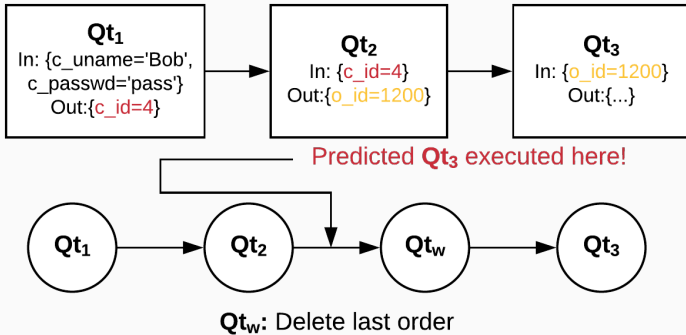 Qt1
In: {c_uname='Bob',
c_passwd='pass'}
Out:{c_id=4}
Qt2
In: {c_id=4}
Out:{o_id=1200}
Qt3
In: {o_id=1200}
Out:{...}
Predicted Qt3 executed here!
Qt1
Qt2
Qtw
Qt3
Qtw: Delete last order